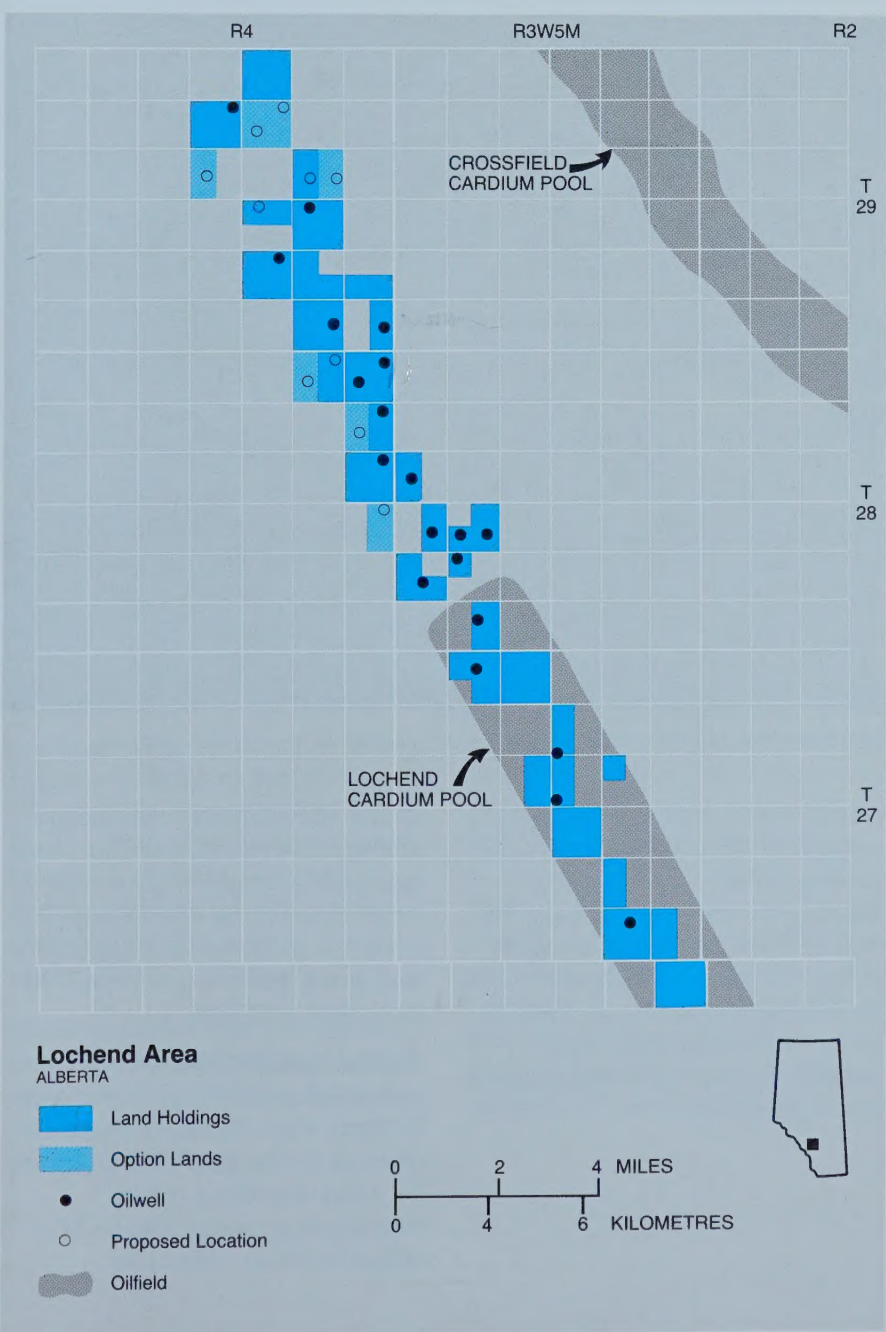 R4 R3W5M R2
CROSSFIELD
CARDIUM POOL
T
29
T
28
LOCHEND
CARDIUM POOL
T
27
Lochend Area
ALBERTA
Land Holdings
Option Lands
Oilwell
Proposed Location
Oilfield
0 2 4 MILES
0 4 6 KILOMETRES